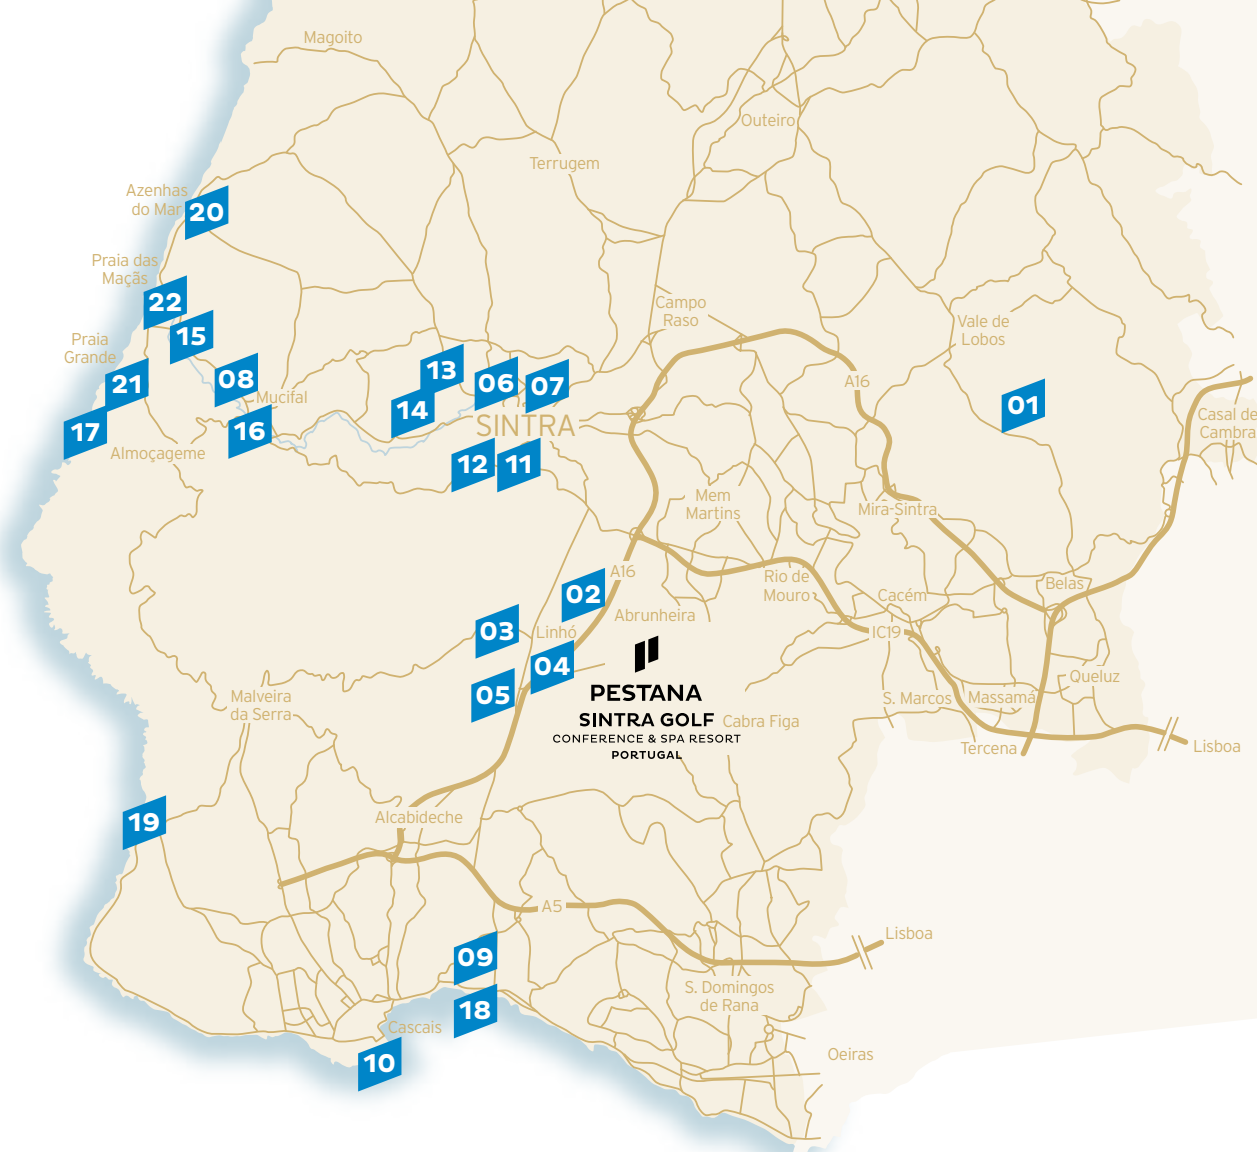 Magoito
Outeiro
Terrugem
Azenhas
do Mar
20
Praia das
Maçãs
22
Campo
Raso
Vale de
Lobos
15
Praia
Grande
21
08
Mucifal
13
06
07
14
A16
01
Casal de
Cambra
17
16
SINTRA
Almoçageme
12
11
Mem
Martins
Mira-Sintra
A16
02
Rio de
Mouro
Belas
Cacém
Abrunheira
03
Linhó
IC19
04
05
PESTANA
SINTRA GOLF
CONFERENCE & SPA RESORT
PORTUGAL
Queluz
Malveira
da Serra
S. Marcos
Massamá
Cabra Figa
Tercena
Lisboa
19
Alcabideche
A5
Lisboa
09
S. Domingos
de Rana
18
Cascais
10
Oeiras